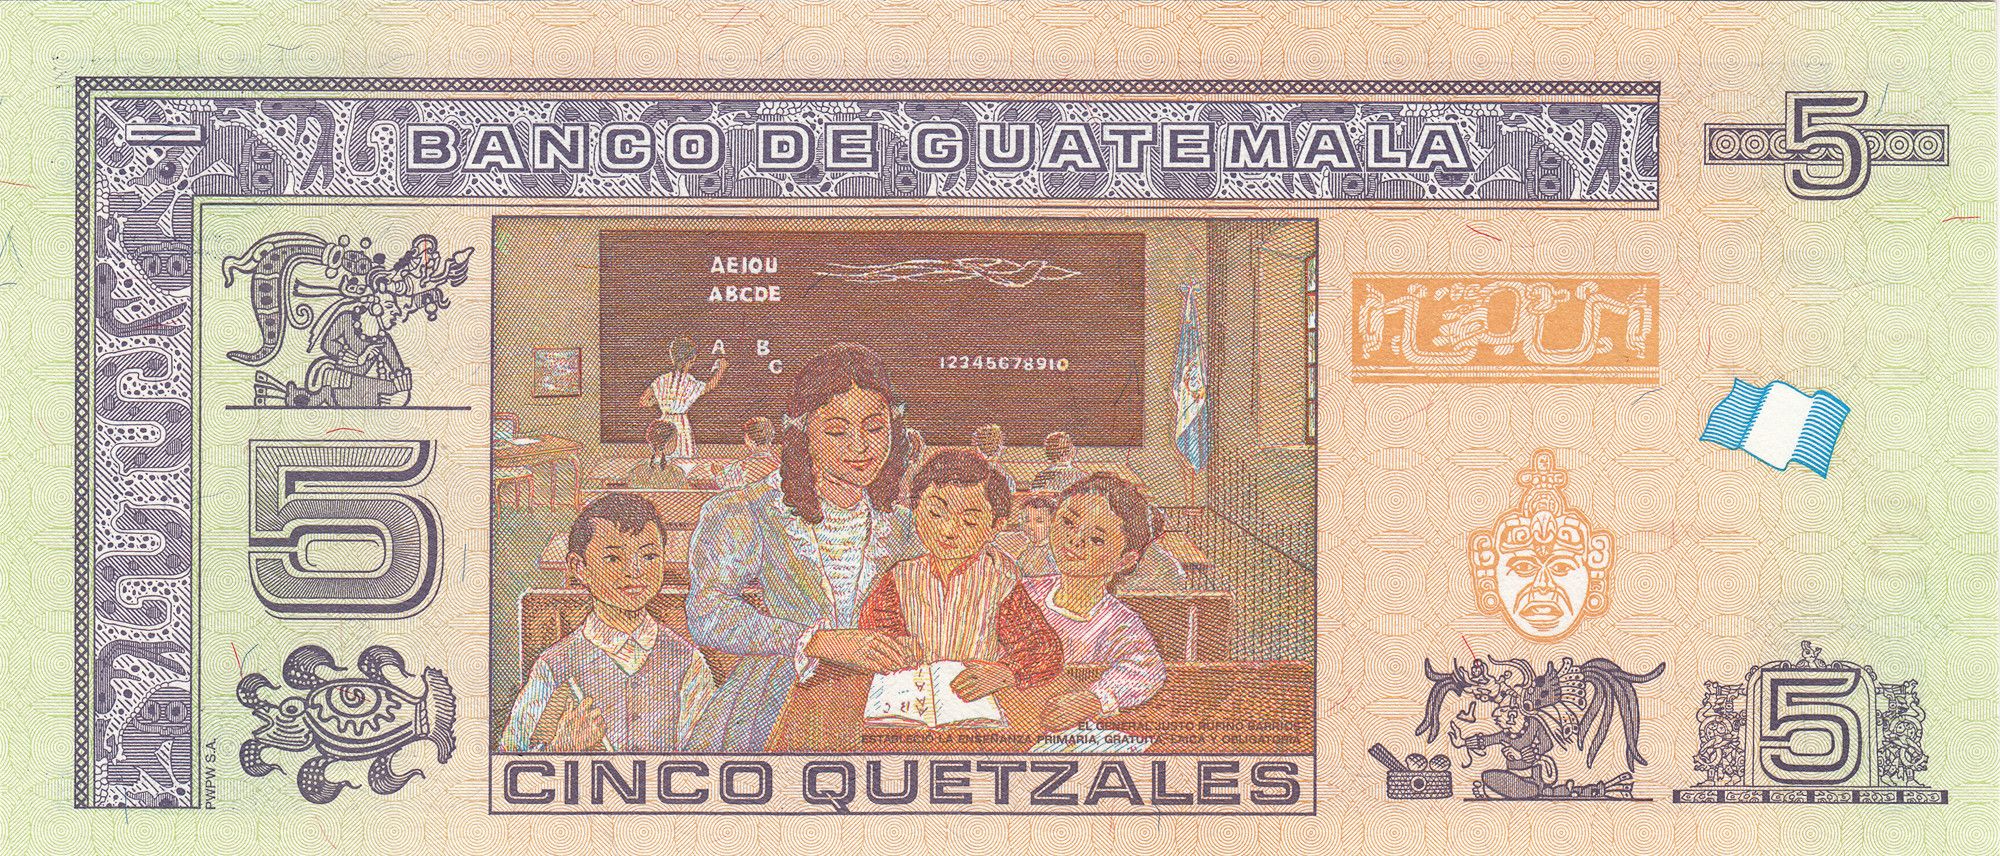 BANCO DE GUATEMALA
5
AEIOU
ABCDE
A B
A C
12345678910
5
A B C
EL GENERAL JUSTO RUFINO BARRIOS
ESTABLECIÓ LA ENSEÑANZA PRIMARIA, GRATUITA, LAICA Y OBLIGATORIA
CINCO QUETZALES
5
PWPW S.A.